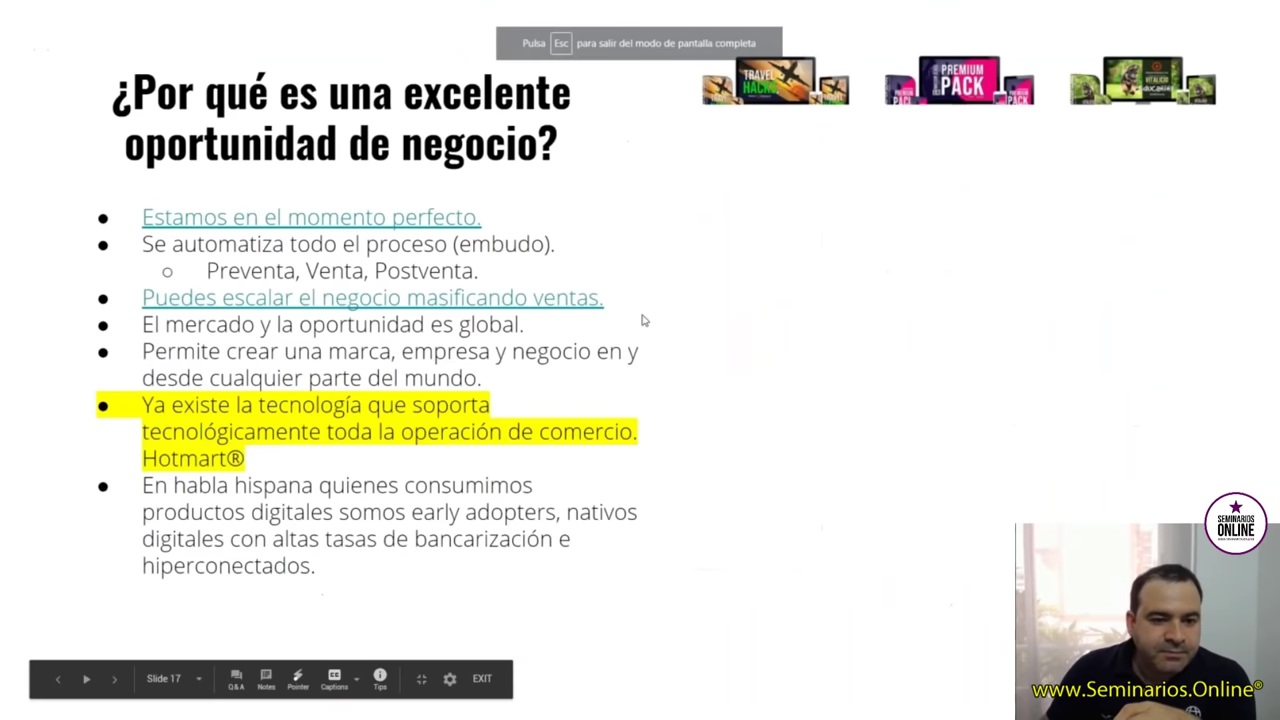 Pulsa Esc para salir del modo de pantalla completa
¿Por qué es una excelente
oportunidad de negocio?
TRAVEL
HACKS
PREMIUM
PACK
VITALICIO
● Estamos en el momento perfecto.
● Se automatiza todo el proceso (embudo).
○ Preventa, Venta, Postventa.
● Puedes escalar el negocio masificando ventas.
● El mercado y la oportunidad es global.
● Permite crear una marca, empresa y negocio en y
desde cualquier parte del mundo.
● Ya existe la tecnología que soporta
tecnológicamente toda la operación de comercio.
Hotmart®
● En habla hispana quienes consumimos
productos digitales somos early adopters, nativos
digitales con altas tasas de bancarización e
hiperconectados.
SEMINARIOS
ONLINE
Slide 17
Q&A Notes Pointer Captions Tips EXIT
www.Seminarios.Online®